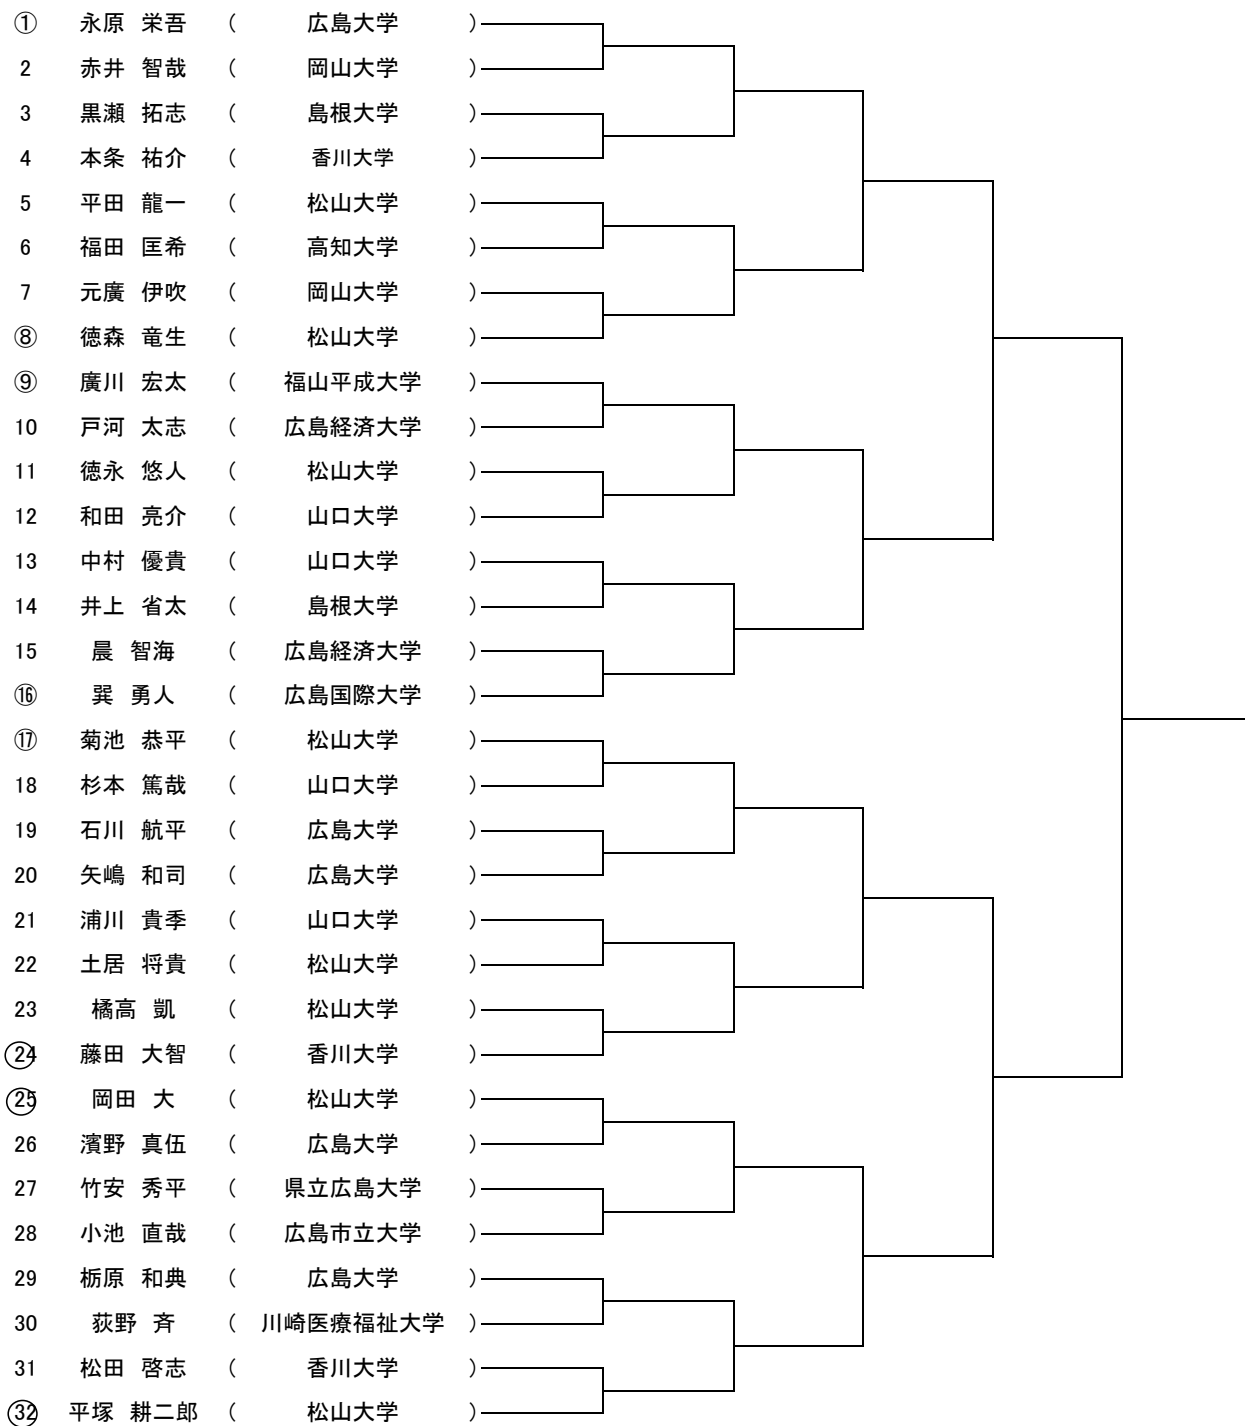 ① 永原 栄吾 ( 広島大学 )
2 赤井 智哉 ( 岡山大学 )
3 黒瀬 拓志 ( 島根大学 )
4 本条 祐介 ( 香川大学 )
5 平田 龍一 ( 松山大学 )
6 福田 匡希 ( 高知大学 )
7 元廣 伊吹 ( 岡山大学 )
⑧ 徳森 竜生 ( 松山大学 )
⑨ 廣川 宏太 ( 福山平成大学 )
10 戸河 太志 ( 広島経済大学 )
11 徳永 悠人 ( 松山大学 )
12 和田 亮介 ( 山口大学 )
13 中村 優貴 ( 山口大学 )
14 井上 省太 ( 島根大学 )
15 晨 智海 ( 広島経済大学 )
⑯ 巽 勇人 ( 広島国際大学 )
⑰ 菊池 恭平 ( 松山大学 )
18 杉本 篤哉 ( 山口大学 )
19 石川 航平 ( 広島大学 )
20 矢嶋 和司 ( 広島大学 )
21 浦川 貴季 ( 山口大学 )
22 土居 将貴 ( 松山大学 )
23 橘高 凱 ( 松山大学 )
㉔ 藤田 大智 ( 香川大学 )
㉕ 岡田 大 ( 松山大学 )
26 濱野 真伍 ( 広島大学 )
27 竹安 秀平 ( 県立広島大学 )
28 小池 直哉 ( 広島市立大学 )
29 栃原 和典 ( 広島大学 )
30 荻野 斉 ( 川崎医療福祉大学 )
31 松田 啓志 ( 香川大学 )
㉜ 平塚 耕二郎 ( 松山大学 )